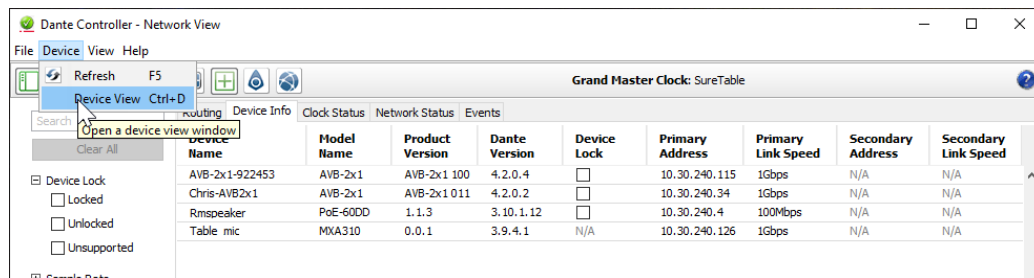 Dante Controller - Network View
File Device View Help
Refresh F5
Device View Ctrl+D
Open a device view window
Grand Master Clock: SureTable
?
Search
Clear All
Device Lock
Locked
Unlocked
Unsupported
Sample Rate
Routing Device Info Clock Status Network Status Events
Device Name Model Name Product Version Dante Version Device Lock Primary Address Primary Link Speed Secondary Address Secondary Link Speed
AVB-2x1-922453 AVB-2x1 AVB-2x1 100 4.2.0.4 10.30.240.115 1Gbps N/A N/A
Chris-AVB2x1 AVB-2x1 AVB-2x1 011 4.2.0.2 10.30.240.34 1Gbps N/A N/A
Rmspeaker PoE-60DD 1.1.3 3.10.1.12 10.30.240.4 100Mbps N/A N/A
Table mic MXA310 0.0.1 3.9.4.1 N/A 10.30.240.126 1Gbps N/A N/A